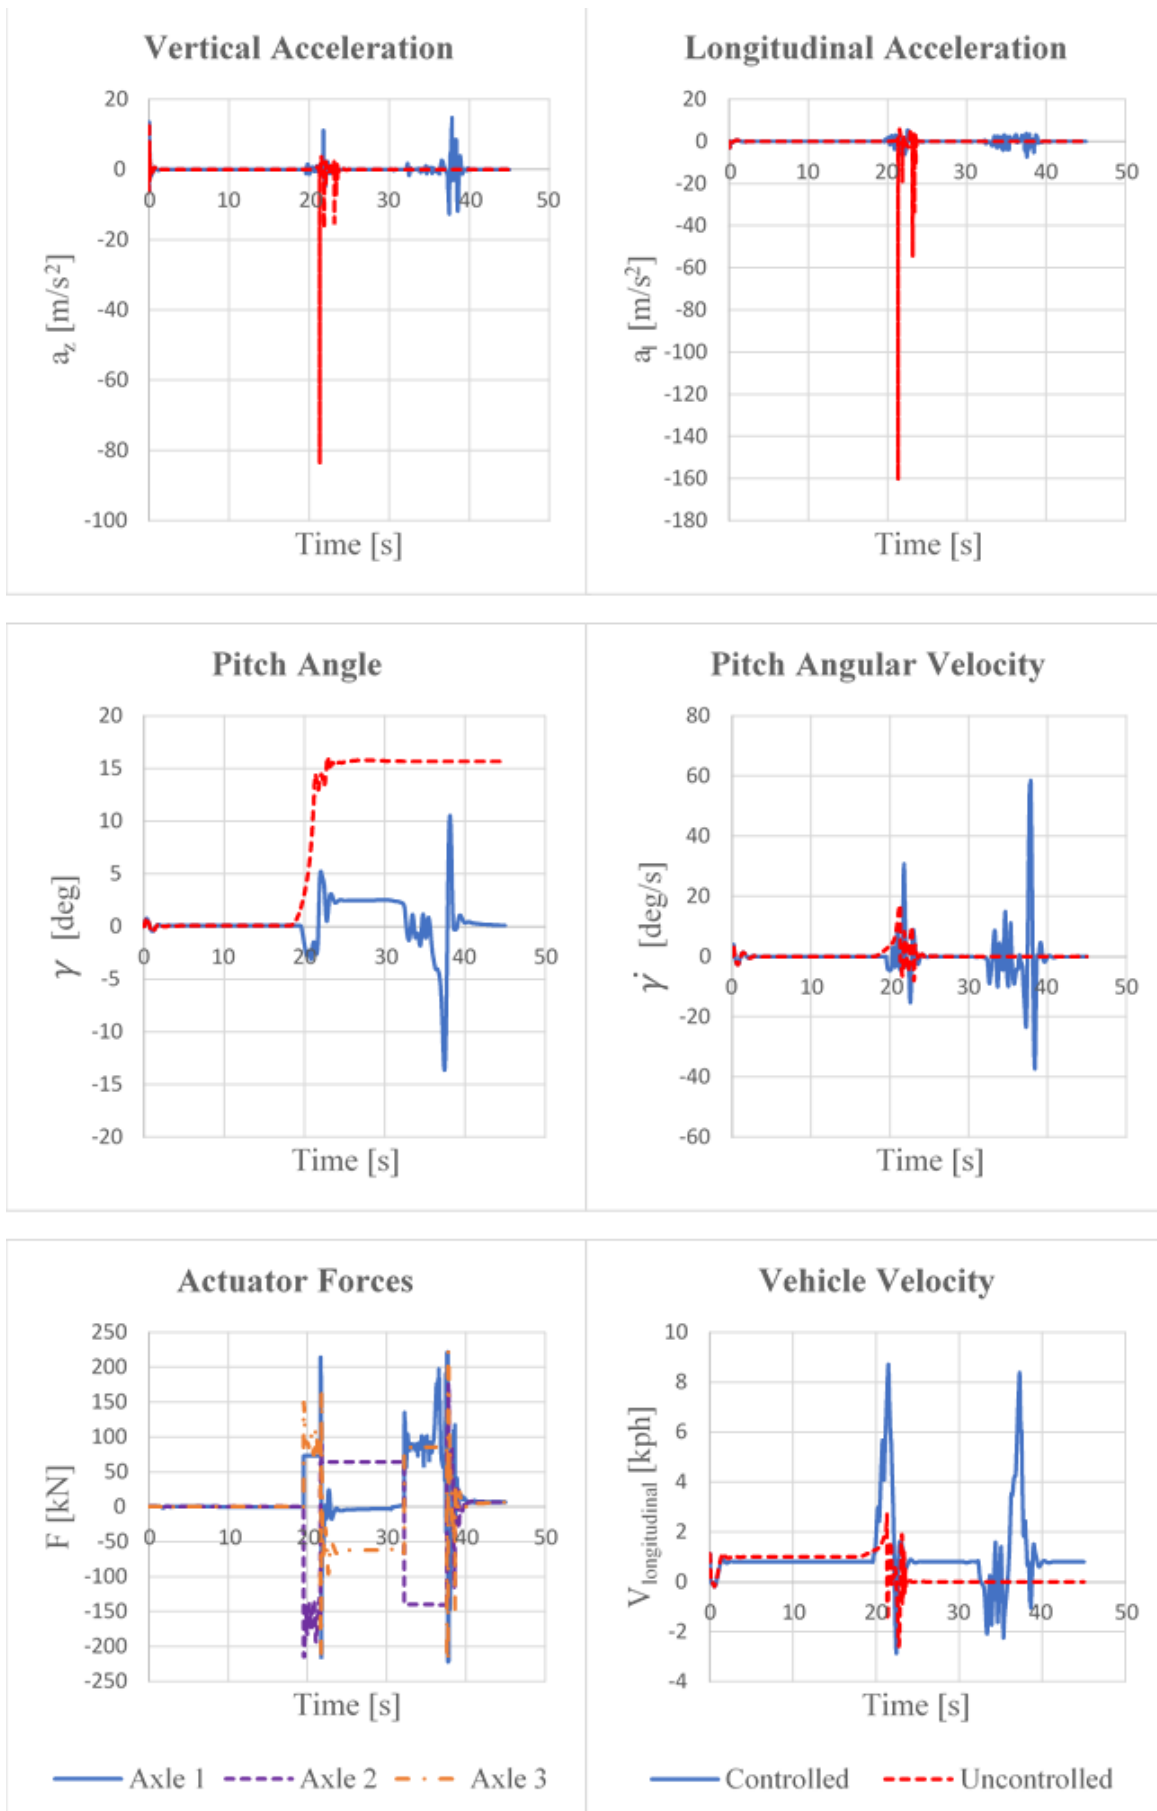 Vertical Acceleration
20
0
-20
-40
-60
-80
-100
0 10 20 30 40 50
a_z [m/s²]
Time [s]
Longitudinal Acceleration
20
0
-20
-40
-60
-80
-100
-120
-140
-160
-180
0 10 20 30 40 50
a_l [m/s²]
Time [s]
Pitch Angle
20
15
10
5
0
-5
-10
-15
-20
0 10 20 30 40 50
γ [deg]
Time [s]
Pitch Angular Velocity
80
60
40
20
0
-20
-40
-60
0 10 20 30 40 50
γ̇ [deg/s]
Time [s]
Actuator Forces
250
200
150
100
50
0
-50
-100
-150
-200
-250
0 10 20 30 40 50
F [kN]
Time [s]
Axle 1 Axle 2 Axle 3
Vehicle Velocity
10
8
6
4
2
0
-2
-4
0 10 20 30 40 50
V_longitudinal [kph]
Time [s]
Controlled Uncontrolled